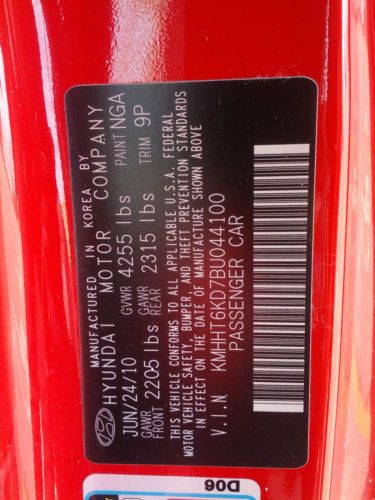 MANUFACTURED IN KOREA BY
HYUNDAI MOTOR COMPANY
JUN/24/10 GVWR 4255 lbs PAINT NGA
GAWR FRONT 2205 lbs GAWR REAR 2315 lbs TRIM 9P
THIS VEHICLE CONFORMS TO ALL APPLICABLE U.S.A. FEDERAL
MOTOR VEHICLE SAFETY, BUMPER, AND THEFT PREVENTION STANDARDS
IN EFFECT ON THE DATE OF MANUFACTURE SHOWN ABOVE
V.I.N KMHHT6KD7BU044100
PASSENGER CAR
D06